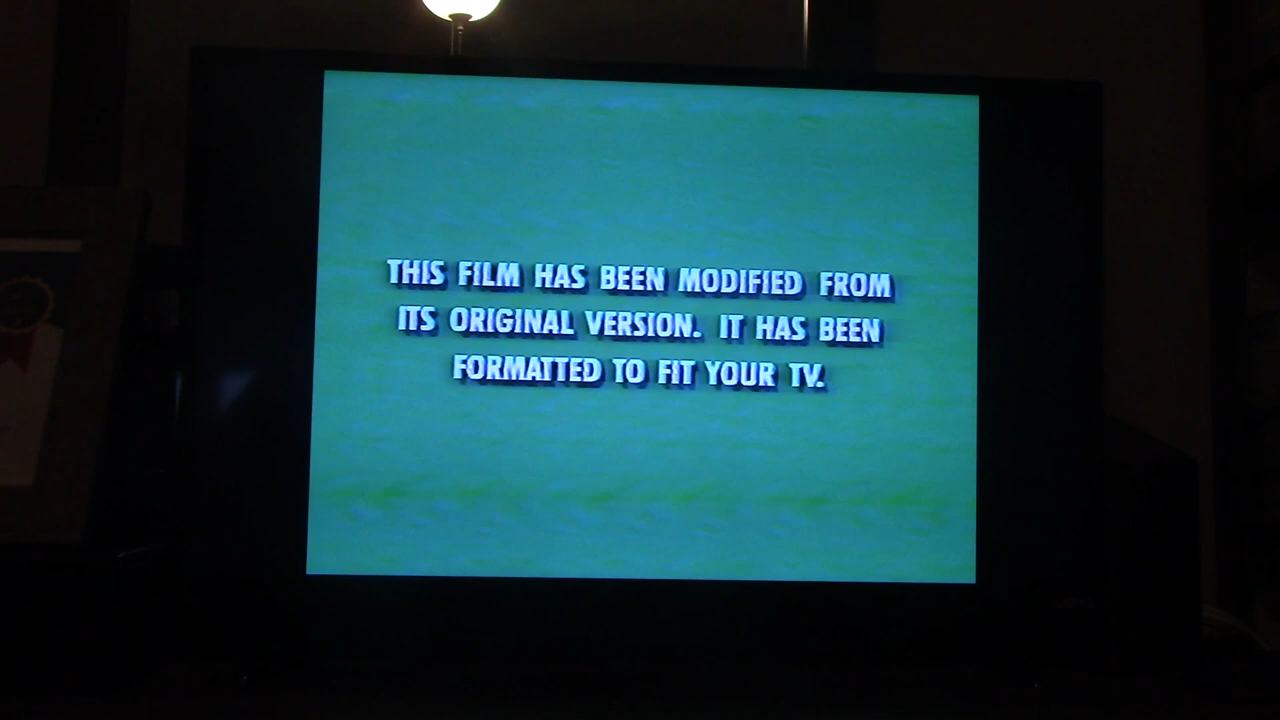 THIS FILM HAS BEEN MODIFIED FROM
ITS ORIGINAL VERSION. IT HAS BEEN
FORMATTED TO FIT YOUR TV.